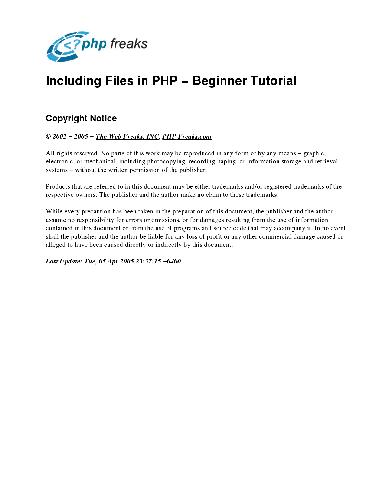 <?php freaks
Including Files in PHP − Beginner Tutorial
Copyright Notice
© 2002 − 2005 − The Web Freaks, INC, PHP Freaks.com
All rights reserved. No parts of this work may be reproduced in any form or by any means − graphic,
electronic, or mechanical, including photocopying, recording, taping, or information storage and retrieval
systems − without the written permission of the publisher.
Products that are referred to in this document may be either trademarks and/or registered trademarks of the
respective owners. The publisher and the author make no claim to these trademarks.
While every precaution has been taken in the preparation of this document, the publisher and the author
assume no responsibility for errors or omissions, or for damages resulting from the use of information
contained in this document or from the use of programs and source code that may accompany it. In no event
shall the publisher and the author be liable for any loss of profit or any other commercial damage caused or
alleged to have been caused directly or indirectly by this document.
Last Update: Tue, 05 Apr 2005